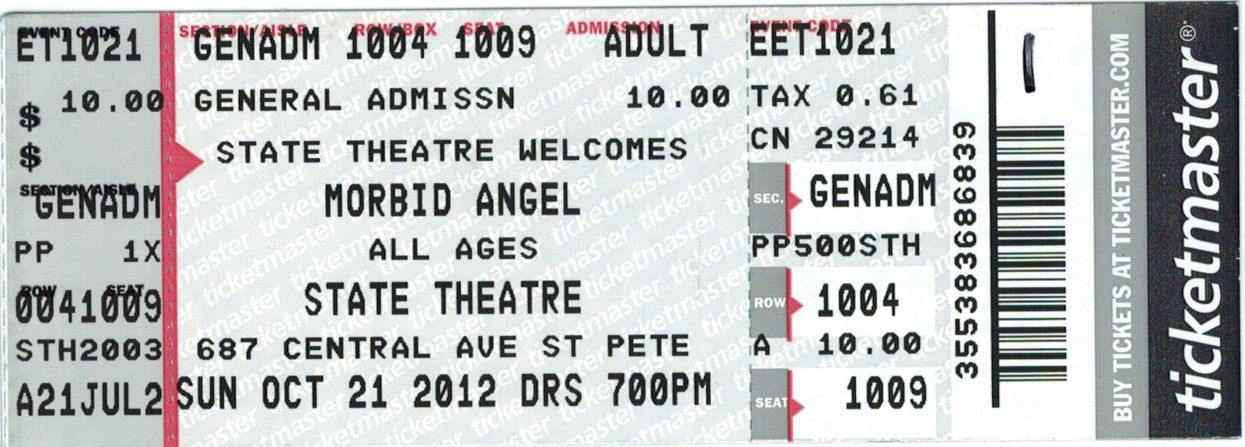 EVENT CODE SECTION/AISLE ROW/BOX SEAT ADMISSION EVENT CODE
ET1021 GENADM 1004 1009 ADULT EET1021
$ 10.00 GENERAL ADMISSN 10.00 TAX 0.61
$ STATE THEATRE WELCOMES CN 29214
SECTION/AISLE
GENADM MORBID ANGEL SEC. GENADM
PP 1X ALL AGES PP500STH
ROW SEAT
0041009 STATE THEATRE ROW 1004
STH2003 687 CENTRAL AVE ST PETE A 10.00
A21JUL2 SUN OCT 21 2012 DRS 700PM SEAT 1009
3555383686839
BUY TICKETS AT TICKETMASTER.COM
ticketmaster®